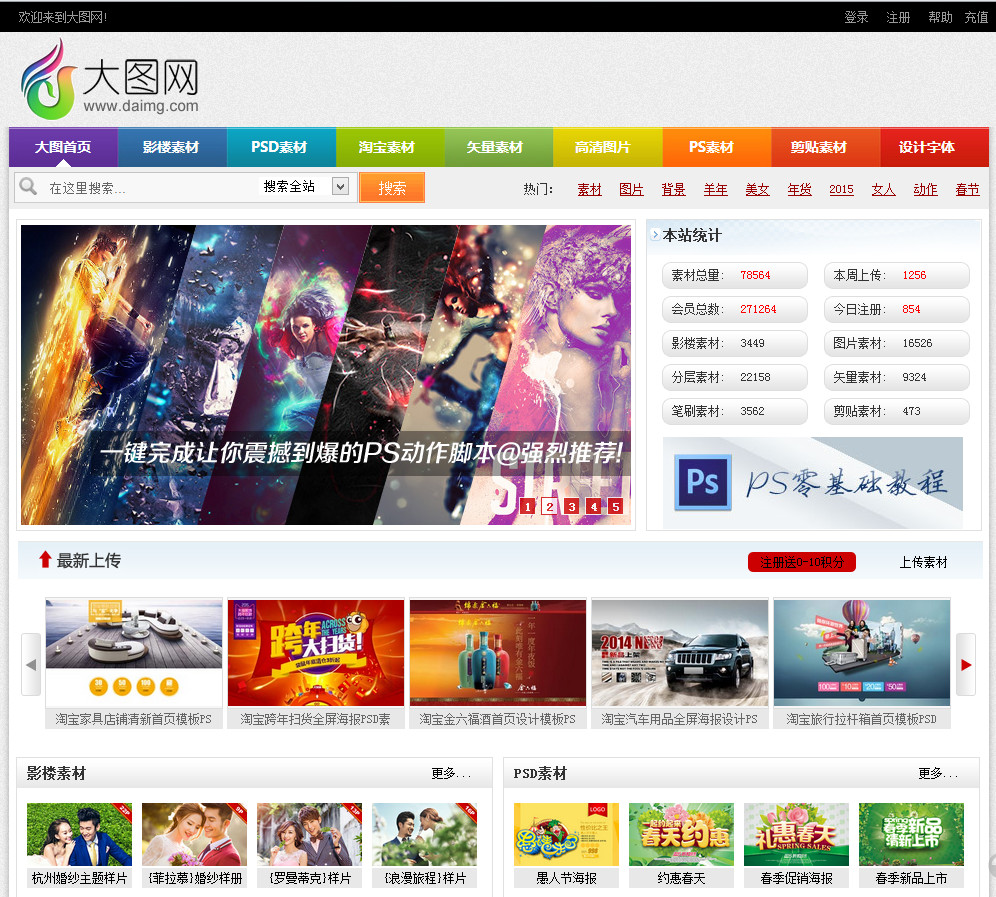 欢迎来到大图网!
登录 注册 帮助 充值
大图网
www.daimg.com
大图首页 影楼素材 PSD素材 淘宝素材 矢量素材 高清图片 PS素材 剪贴素材 设计字体
在这里搜索... 搜索全站 搜索 热门: 素材 图片 背景 羊年 美女 年货 2015 女人 动作 春节
一键完成让你震撼到爆的PS动作脚本@强烈推荐!
1 2 3 4 5
本站统计
素材总量: 78564 本周上传: 1256
会员总数: 271264 今日注册: 854
影楼素材: 3449 图片素材: 16526
分层素材: 22158 矢量素材: 9324
笔刷素材: 3562 剪贴素材: 473
Ps PS零基础教程
最新上传 注册送0-10积分 上传素材
跨年
ACROSS THE YEARS
大扫货!
2014 NEW
淘宝家具店铺清新首页模板PS 淘宝跨年扫货全屏海报PSD素 淘宝金六福酒首页设计模板PS 淘宝汽车用品全屏海报设计PS 淘宝旅行拉杆箱首页模板PSD
影楼素材 更多...
杭州婚纱主题样片 {菲拉慕}婚纱样册 {罗曼蒂克}样片 {浪漫旅程}样片
PSD素材 更多...
LOGO
一起约起来
春天约惠
礼惠春天
SPRING SALES
春季新品
清新上市
愚人节海报 约惠春天 春季促销海报 春季新品上市